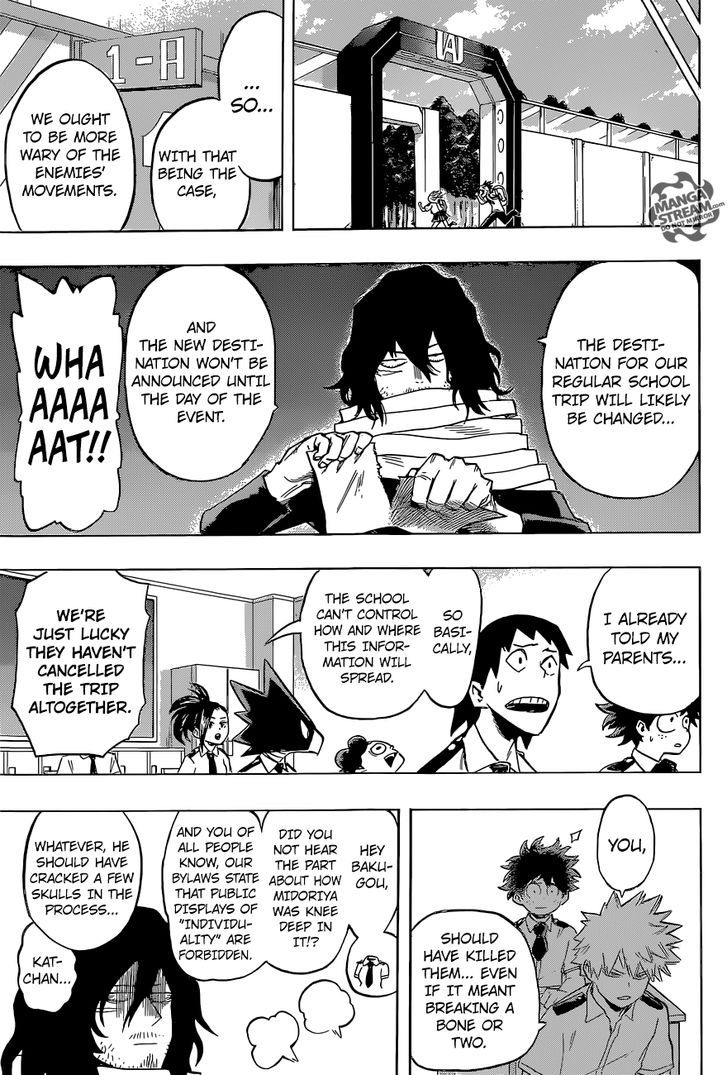 UA
MANGA
STREAM.com
DO NOT MIRROR
1-A
...
SO...
WITH THAT
BEING THE
CASE,
WE OUGHT
TO BE MORE
WARY OF THE
ENEMIES'
MOVEMENTS.
THE DESTI-
NATION FOR OUR
REGULAR SCHOOL
TRIP WILL LIKELY
BE CHANGED...
AND
THE NEW DESTI-
NATION WON'T BE
ANNOUNCED UNTIL
THE DAY OF THE
EVENT.
WHA
AAAA
AAT!!
I ALREADY
TOLD MY
PARENTS...
SO
BASI-
CALLY,
THE SCHOOL
CAN'T CONTROL
HOW AND WHERE
THIS INFOR-
MATION WILL
SPREAD.
WE'RE
JUST LUCKY
THEY HAVEN'T
CANCELLED
THE TRIP
ALTOGETHER.
YOU,
SHOULD
HAVE KILLED
THEM... EVEN
IF IT MEANT
BREAKING A
BONE OR
TWO.
HEY
BAKU-
GOU,
DID YOU
NOT HEAR
THE PART
ABOUT HOW
MIDORIYA
WAS KNEE
DEEP IN
IT!?
AND YOU OF
ALL PEOPLE
KNOW, OUR
BYLAWS STATE
THAT PUBLIC
DISPLAYS OF
"INDIVIDU-
ALITY" ARE
FORBIDDEN.
WHATEVER, HE
SHOULD HAVE
CRACKED A FEW
SKULLS IN THE
PROCESS...
KAT-
CHAN...